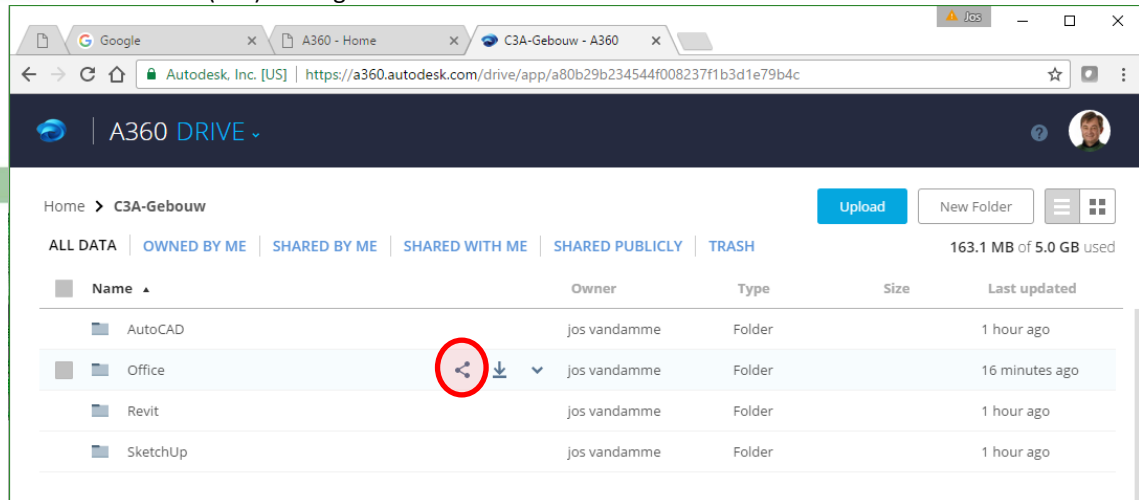 Jos
Google A360 - Home C3A-Gebouw - A360
Autodesk, Inc. [US] https://a360.autodesk.com/drive/app/a80b29b234544f008237f1b3d1e79b4c
A360 DRIVE
Home C3A-Gebouw Upload New Folder
ALL DATA OWNED BY ME SHARED BY ME SHARED WITH ME SHARED PUBLICLY TRASH 163.1 MB of 5.0 GB used
Name Owner Type Size Last updated
AutoCAD jos vandamme Folder 1 hour ago
Office jos vandamme Folder 16 minutes ago
Revit jos vandamme Folder 1 hour ago
SketchUp jos vandamme Folder 1 hour ago